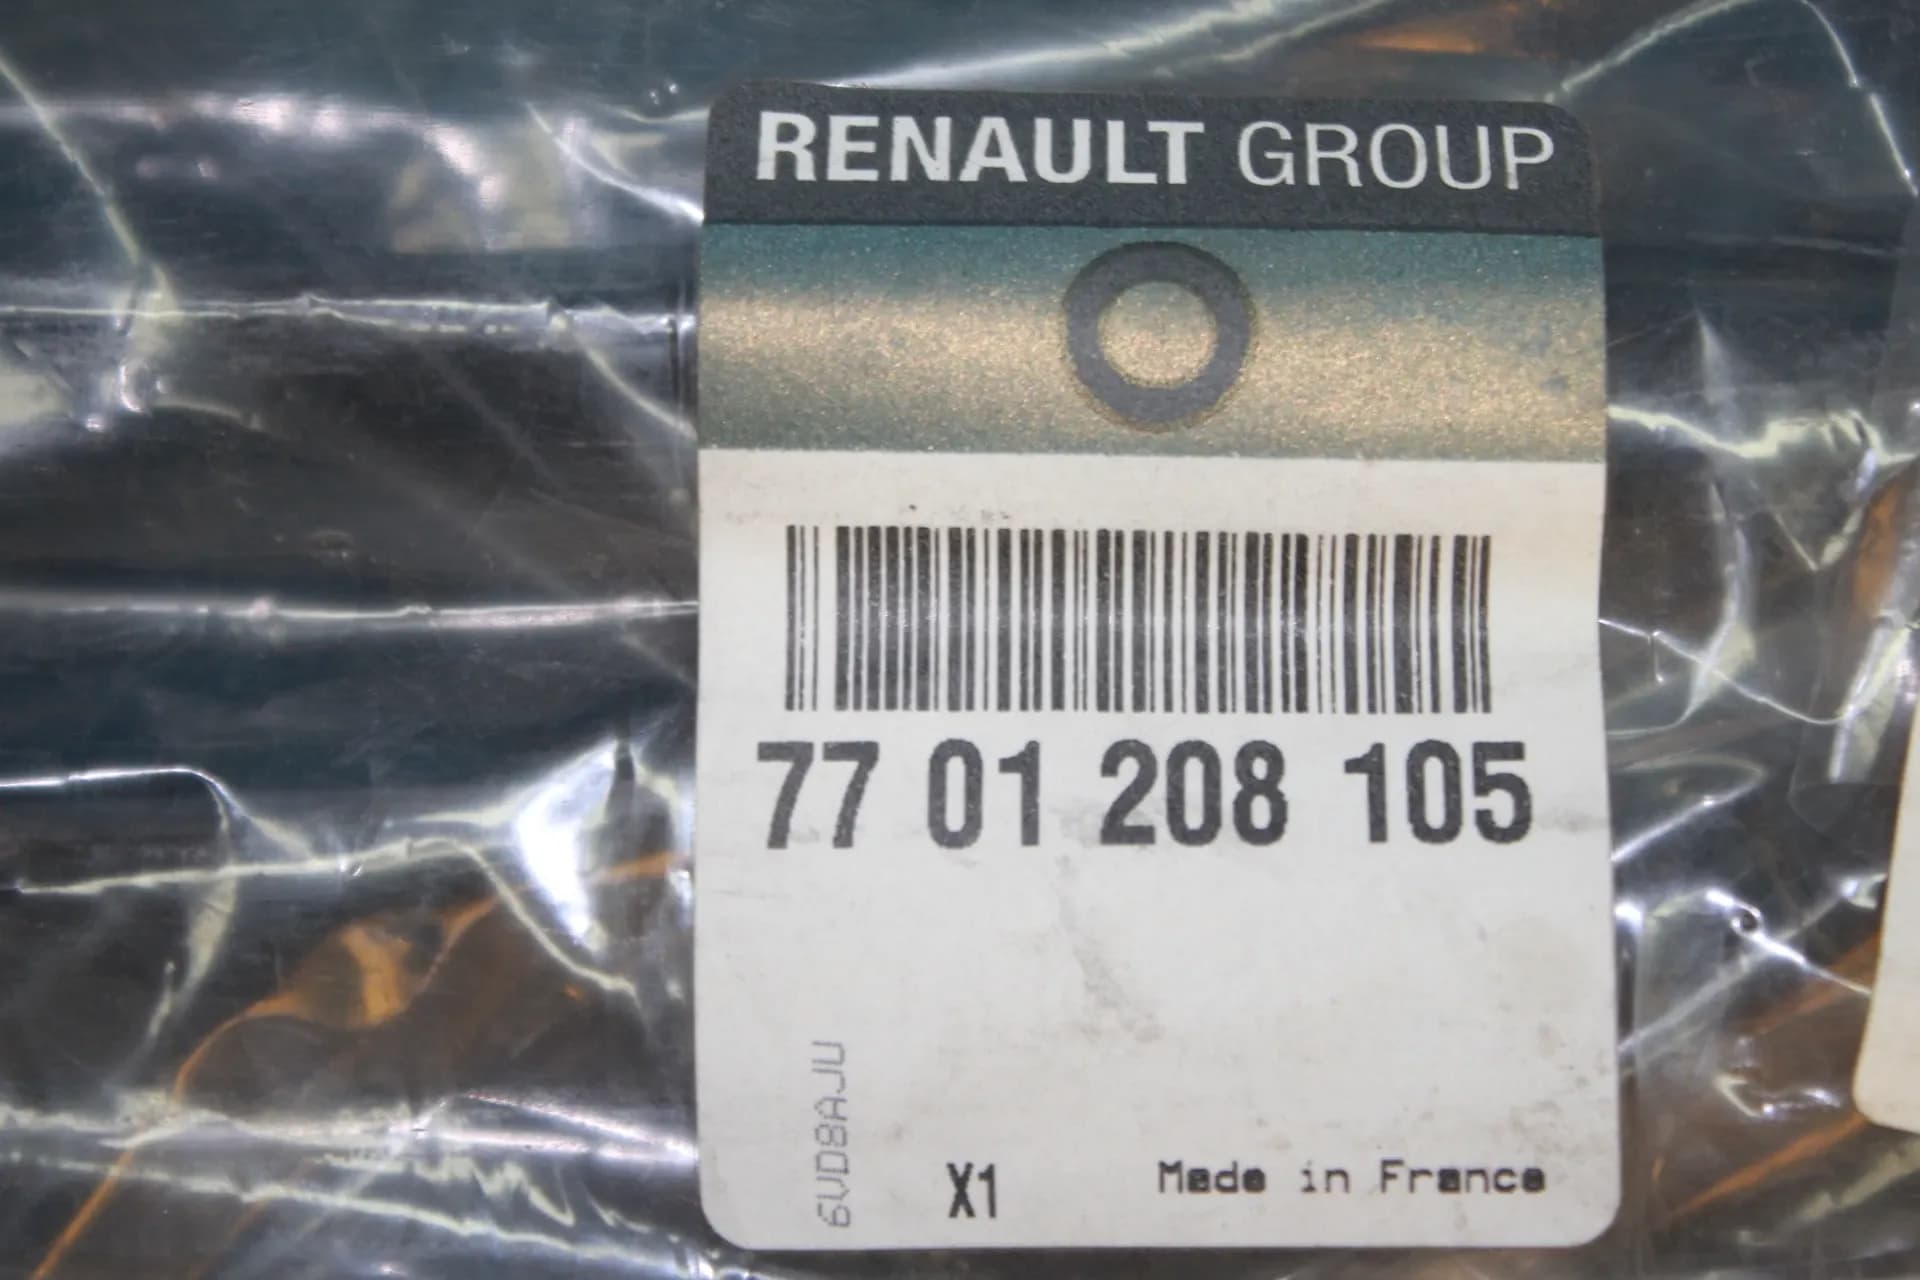 RENAULT GROUP
77 01 208 105
6VD8AJU
X1
Made in France